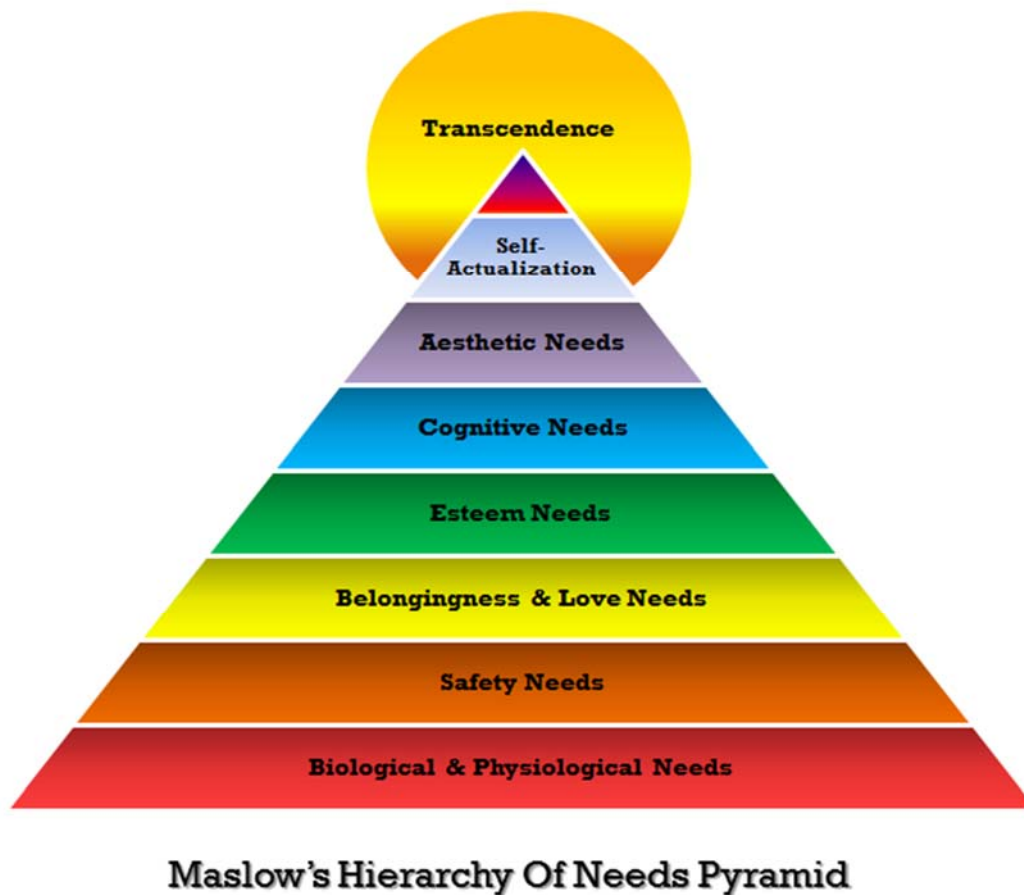 Transcendence
Self-
Actualization
Aesthetic Needs
Cognitive Needs
Esteem Needs
Belongingness & Love Needs
Safety Needs
Biological & Physiological Needs
Maslow's Hierarchy Of Needs Pyramid